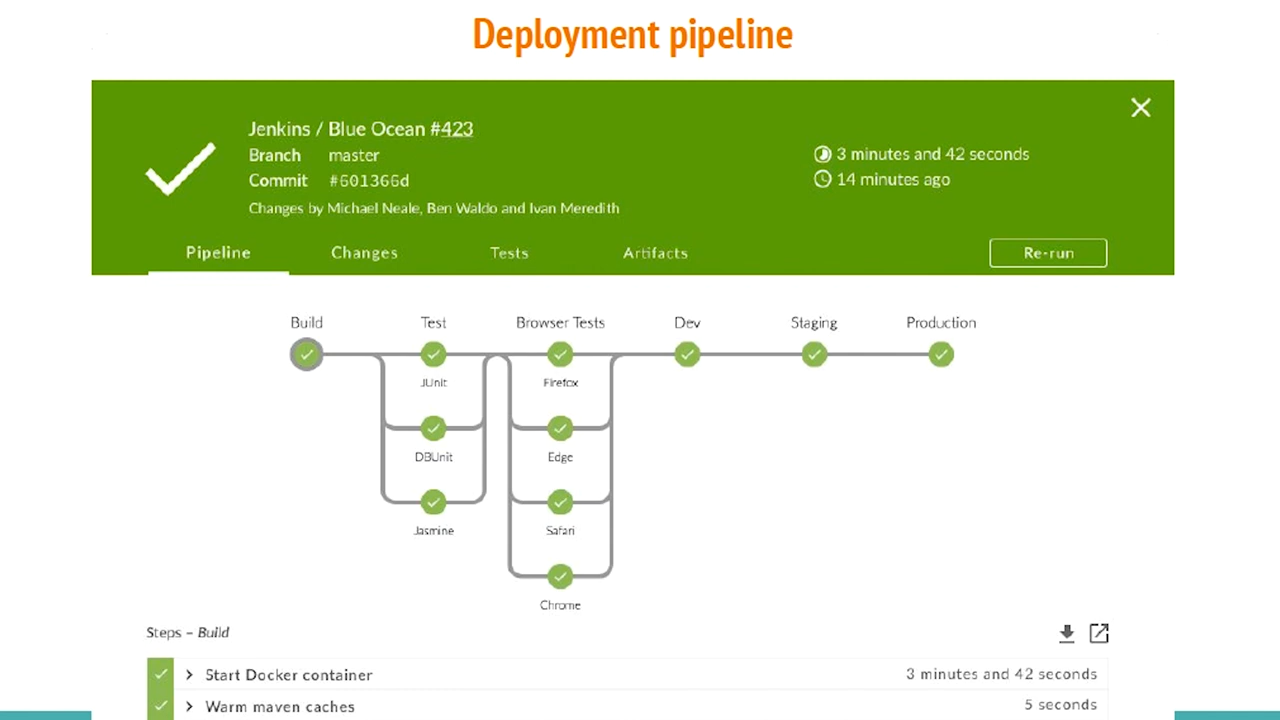 Deployment pipeline
Jenkins / Blue Ocean #423
Branch master
Commit #601366d
Changes by Michael Neale, Ben Waldo and Ivan Meredith
3 minutes and 42 seconds
14 minutes ago
Pipeline Changes Tests Artifacts Re-run
Build Test Browser Tests Dev Staging Production
JUnit Firefox
DBUnit Edge
Jasmine Safari
Chrome
Steps – Build
Start Docker container 3 minutes and 42 seconds
Warm maven caches 5 seconds